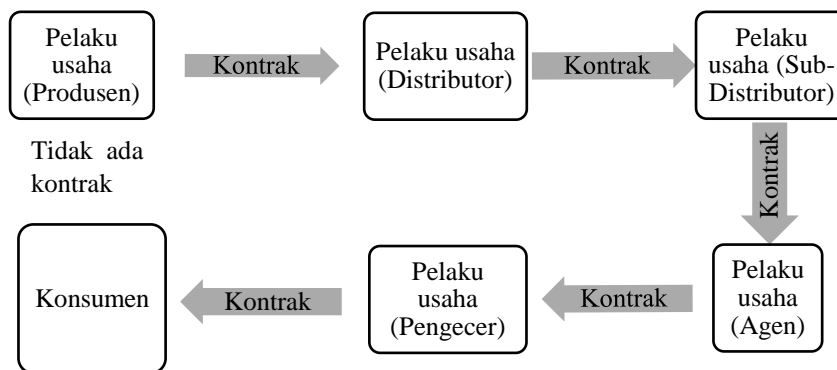 Pelaku
usaha
(Produsen)
Kontrak
Pelaku usaha
(Distributor)
Kontrak
Pelaku
usaha (Sub-
Distributor)
Tidak ada
kontrak
Kontrak
Konsumen
Kontrak
Pelaku
usaha
(Pengecer)
Kontrak
Pelaku
usaha
(Agen)